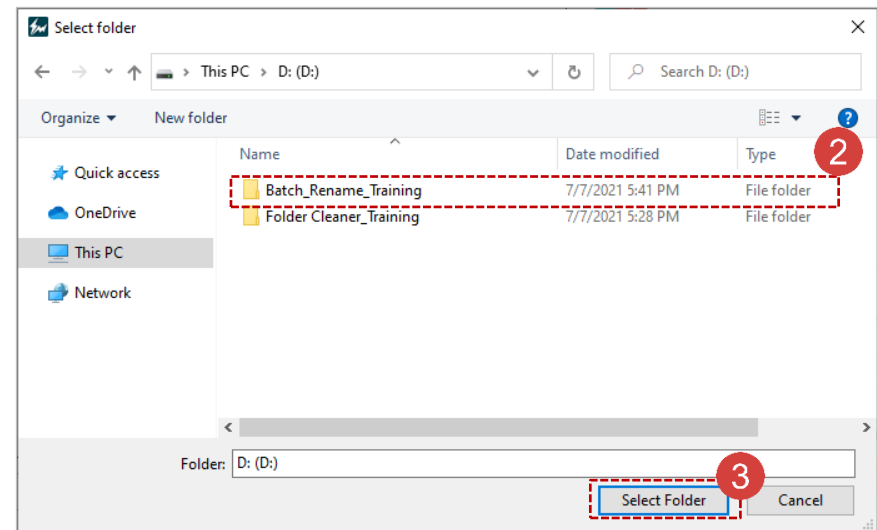 Select folder
This PC > D: (D:)
Search D: (D:)
Organize
New folder
Name
Date modified
Type
2
Quick access
Batch_Rename_Training
7/7/2021 5:41 PM
File folder
OneDrive
Folder Cleaner_Training
7/7/2021 5:28 PM
File folder
This PC
Network
Folder:
D: (D:)
3
Select Folder
Cancel